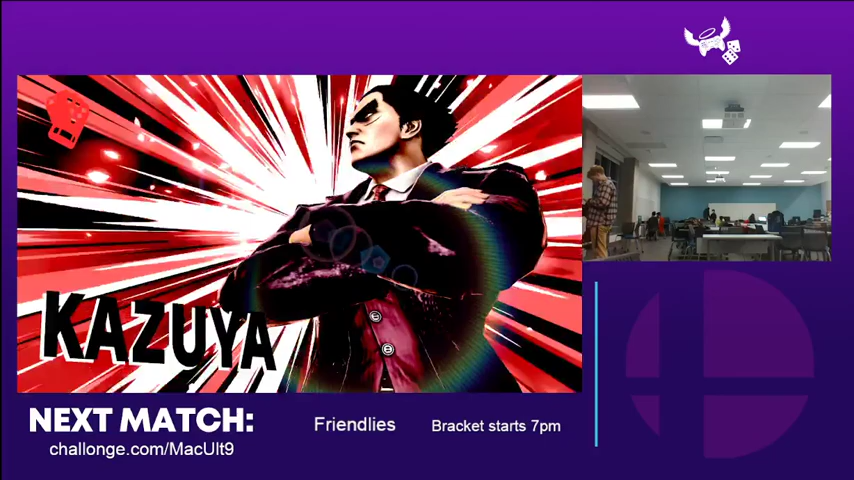 KAZUYA
NEXT MATCH:
Friendlies
Bracket starts 7pm
challonge.com/MacUlt9